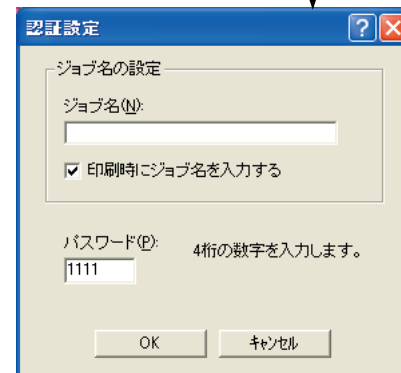 認証設定
ジョブ名の設定
ジョブ名(N):
印刷時にジョブ名を入力する
パスワード(P):
4桁の数字を入力します。
1111
OK
キャンセル